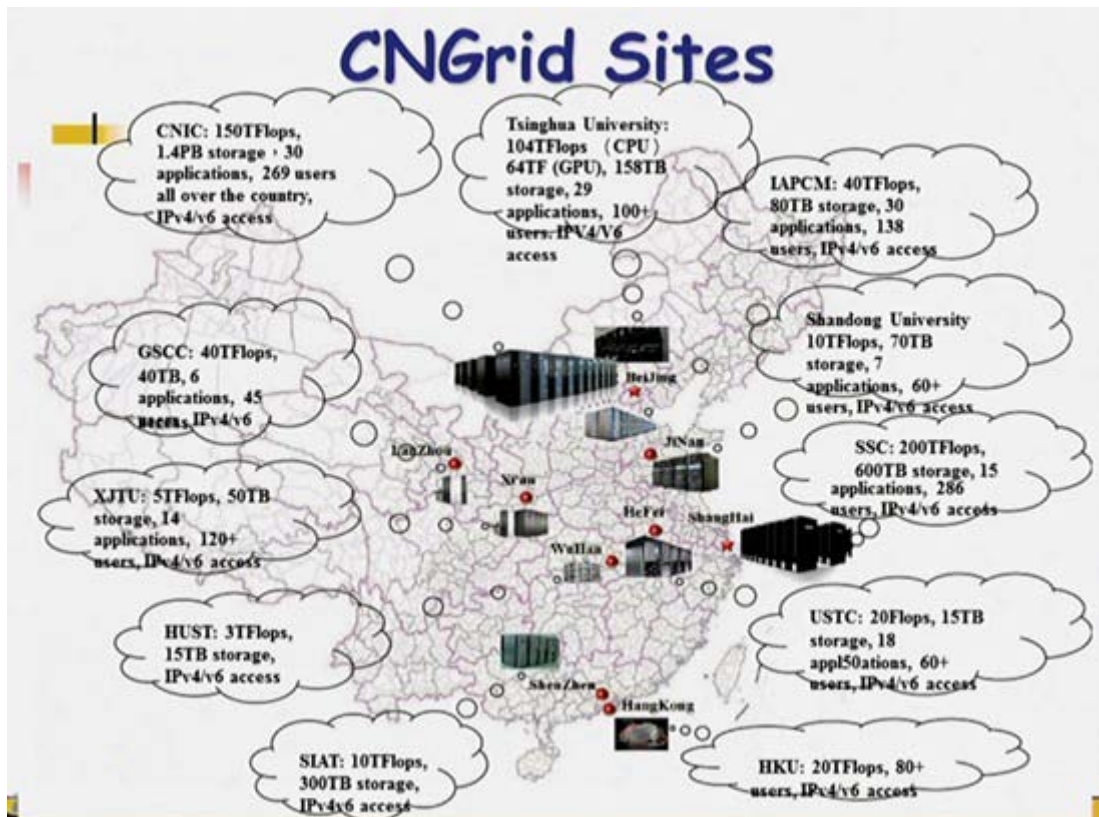 CNGrid Sites
CNIC: 150TFlops,
1.4PB storage，30
applications, 269 users
all over the country,
IPv4/v6 access
Tsinghua University:
104TFlops （CPU）
64TF (GPU), 158TB
storage, 29
applications, 100+
users. IPV4/V6
access
IAPCM: 40TFlops,
80TB storage, 30
applications, 138
users, IPv4/v6 access
GSCC: 40TFlops,
40TB, 6
applications, 45
IPv4/v6
Shandong University
10TFlops, 70TB
storage, 7
applications, 60+
users, IPv4/v6 access
BeiJing
JiNan
LanZhou
SSC: 200TFlops,
600TB storage, 15
applications, 286
users, IPv4/v6 access
XJTU: 5TFlops, 50TB
storage, 14
applications, 120+
users, IPv4/v6 access
Xi'an
HeFei
ShangHai
WuHan
HUST: 3TFlops,
15TB storage,
IPv4/v6 access
USTC: 20Flops, 15TB
storage, 18
appl50ations, 60+
users, IPv4/v6 access
ShenZhen
HangKong
SIAT: 10TFlops,
300TB storage,
IPv4v6 access
HKU: 20TFlops, 80+
users, IPv4/v6 access